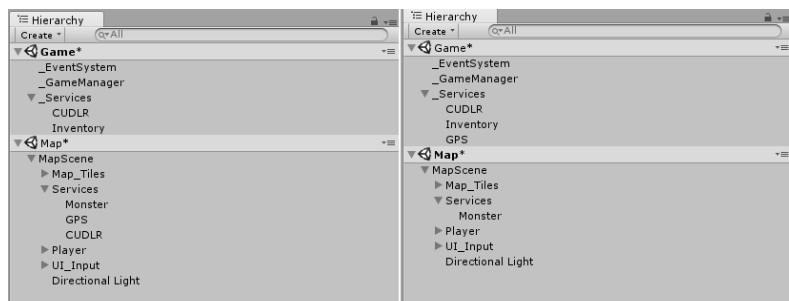 Hierarchy
Create
All
Game*
_EventSystem
_GameManager
_Services
CUDLR
Inventory
Map*
MapScene
Map_Tiles
Services
Monster
GPS
CUDLR
Player
UI_Input
Directional Light
Hierarchy
Create
All
Game*
_EventSystem
_GameManager
_Services
CUDLR
Inventory
GPS
Map*
MapScene
Map_Tiles
Services
Monster
Player
UI_Input
Directional Light